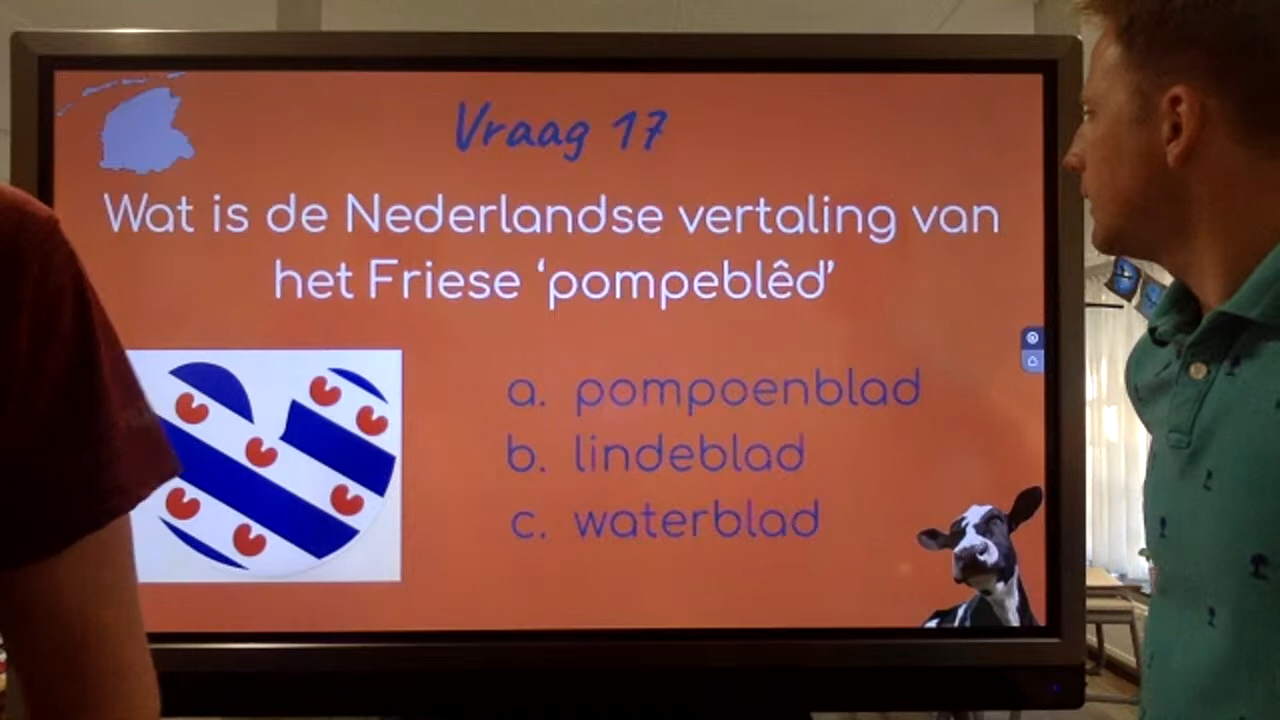 Vraag 17
Wat is de Nederlandse vertaling van
het Friese ‘pompeblêd’
a. pompoenblad
b. lindeblad
c. waterblad